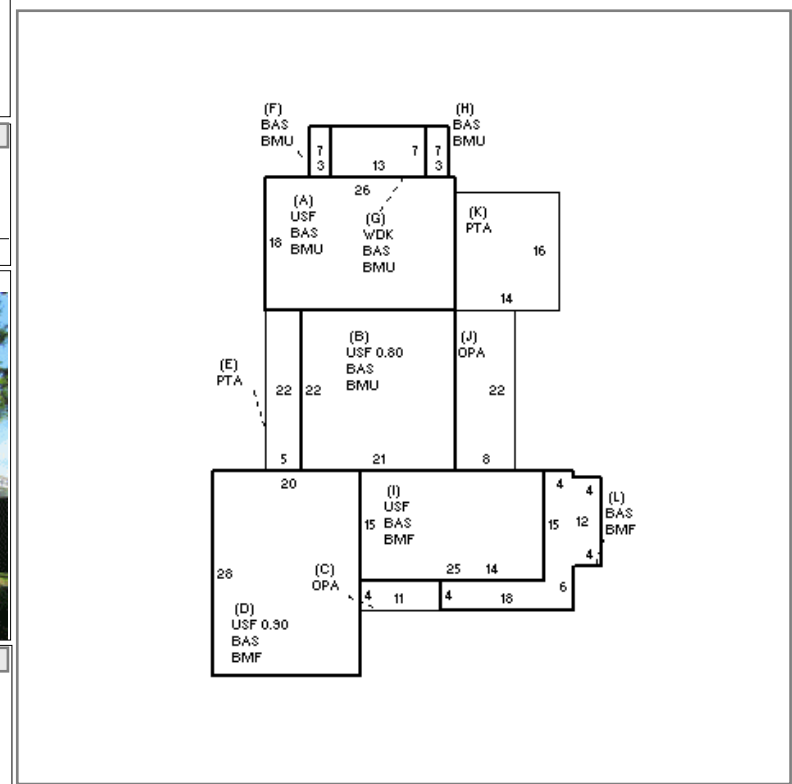 (F)
BAS
BMU
(H)
BAS
BMU
7
3
13
7
7
3
26
(A)
USF
BAS
BMU
18
(G)
WDK
BAS
BMU
(K)
PTA
16
14
(B)
USF 0.80
BAS
BMU
(J)
OPA
(E)
PTA
22
22
22
5
21
8
20
(I)
USF
BAS
BMF
15
4
4
15
12
(L)
BAS
BMF
4
25
14
28
(C)
OPA
4
11
4
18
6
(D)
USF 0.90
BAS
BMF